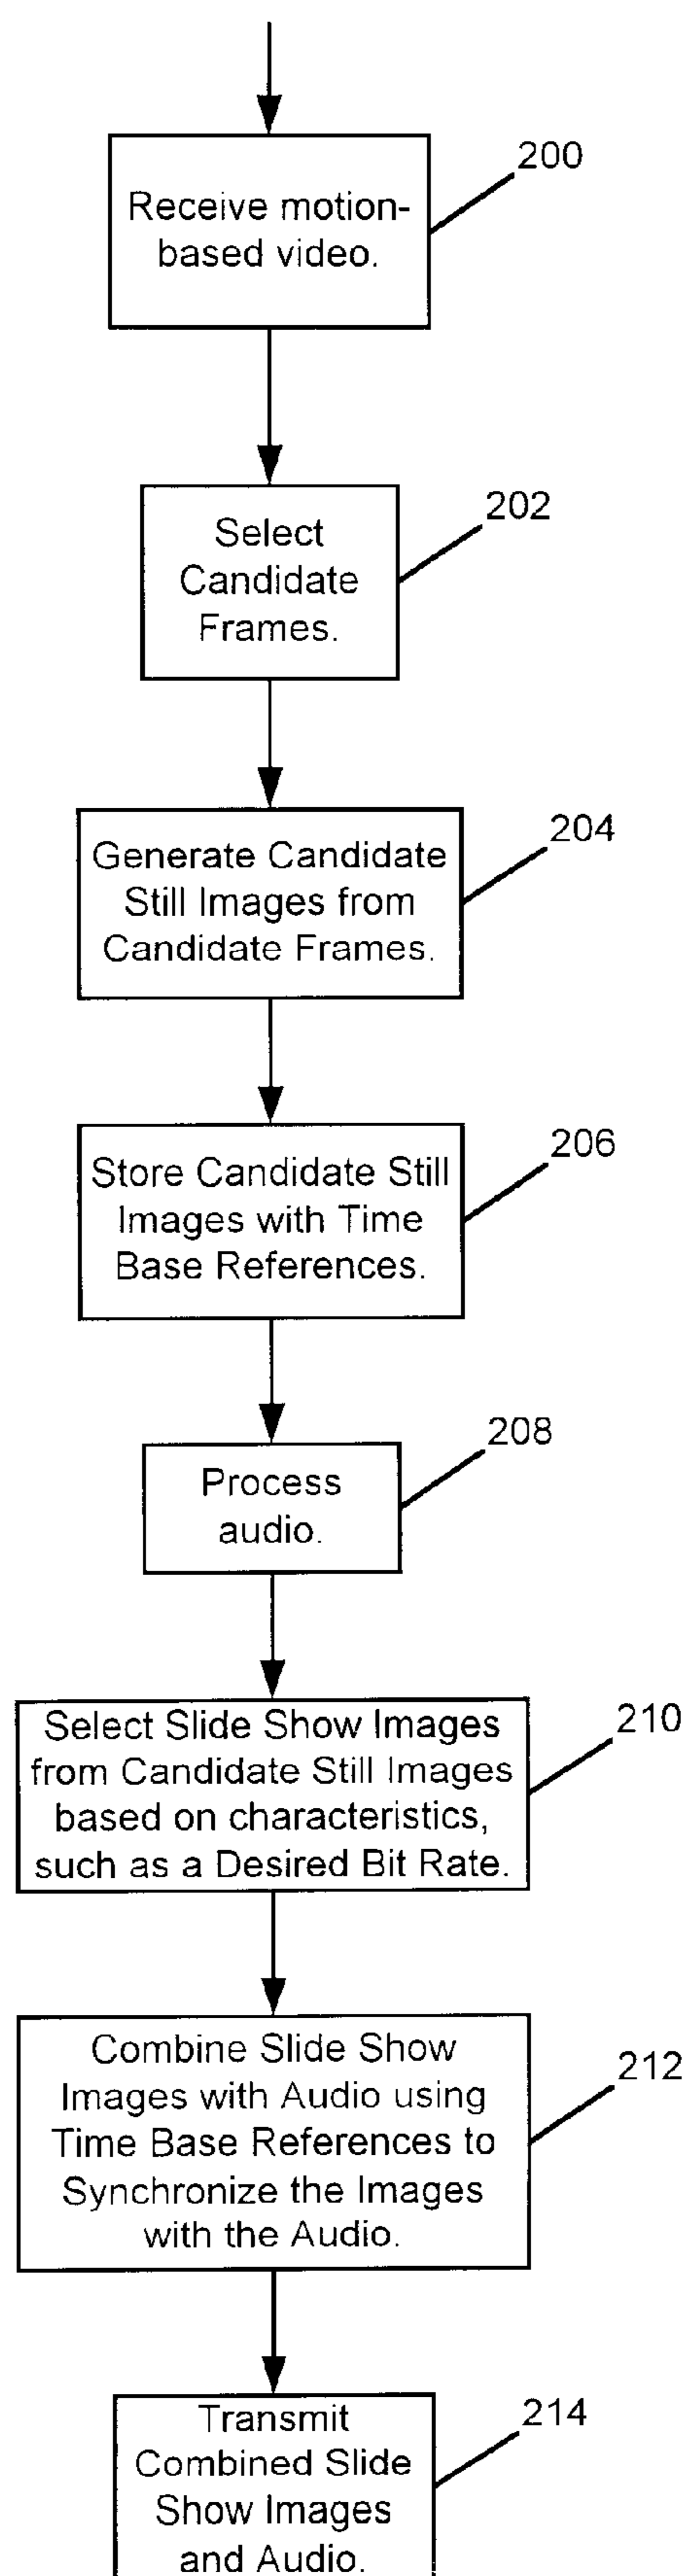 200
Receive motion-
based video.
202
Select
Candidate
Frames.
204
Generate Candidate
Still Images from
Candidate Frames.
206
Store Candidate Still
Images with Time
Base References.
208
Process
audio.
210
Select Slide Show Images
from Candidate Still Images
based on characteristics,
such as a Desired Bit Rate.
212
Combine Slide Show
Images with Audio using
Time Base References to
Synchronize the Images
with the Audio.
214
Transmit
Combined Slide
Show Images
and Audio.